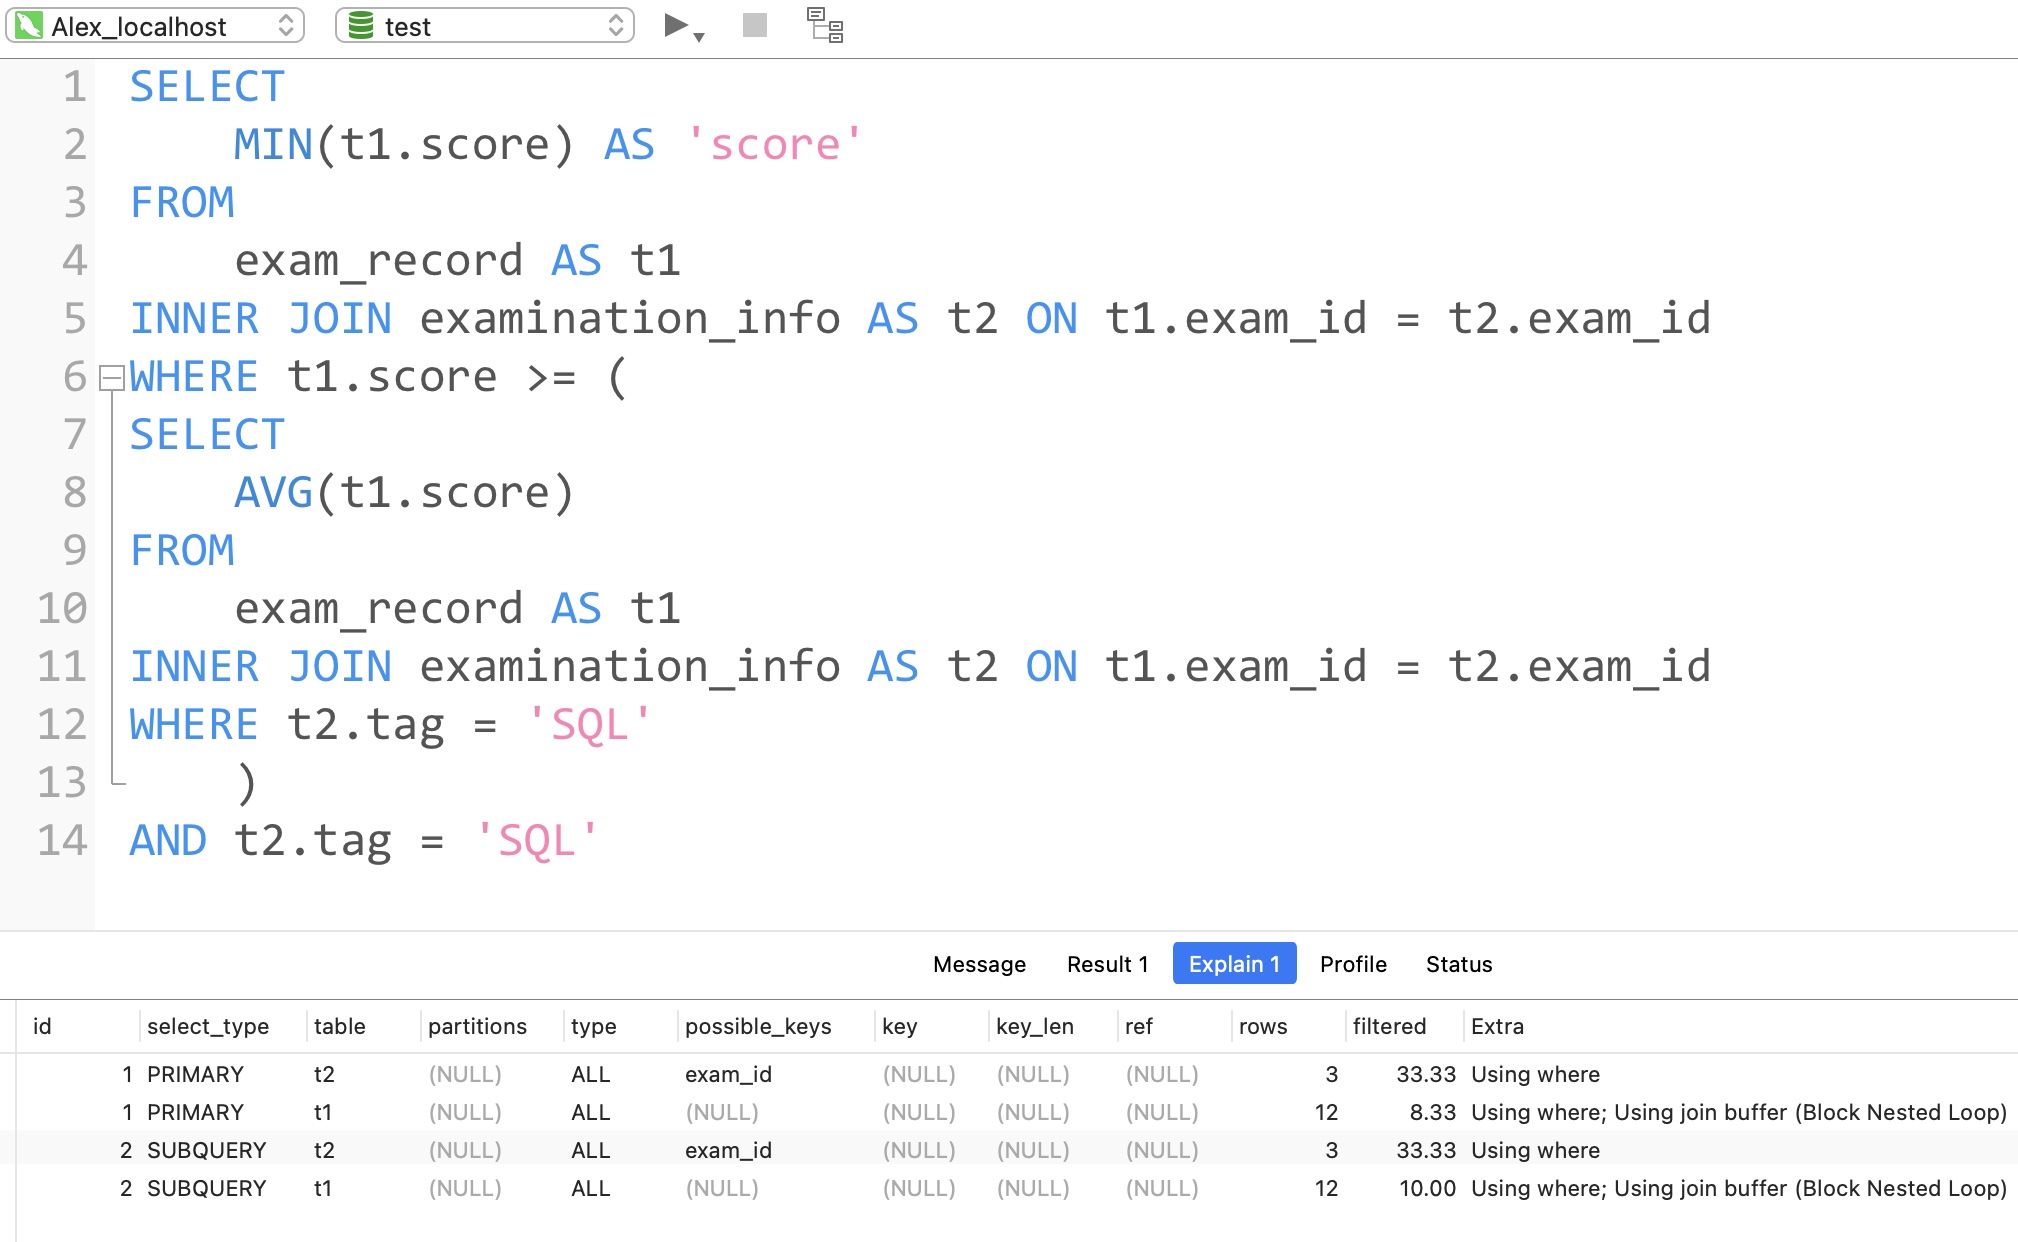 Alex_localhost test
1 SELECT
2 MIN(t1.score) AS 'score'
3 FROM
4 exam_record AS t1
5 INNER JOIN examination_info AS t2 ON t1.exam_id = t2.exam_id
6 WHERE t1.score >= (
7 SELECT
8 AVG(t1.score)
9 FROM
10 exam_record AS t1
11 INNER JOIN examination_info AS t2 ON t1.exam_id = t2.exam_id
12 WHERE t2.tag = 'SQL'
13 )
14 AND t2.tag = 'SQL'
Message Result 1 Explain 1 Profile Status
id select_type table partitions type possible_keys key key_len ref rows filtered Extra
1 PRIMARY t2 (NULL) ALL exam_id (NULL) (NULL) (NULL) 3 33.33 Using where
1 PRIMARY t1 (NULL) ALL (NULL) (NULL) (NULL) (NULL) 12 8.33 Using where; Using join buffer (Block Nested Loop)
2 SUBQUERY t2 (NULL) ALL exam_id (NULL) (NULL) (NULL) 3 33.33 Using where
2 SUBQUERY t1 (NULL) ALL (NULL) (NULL) (NULL) (NULL) 12 10.00 Using where; Using join buffer (Block Nested Loop)